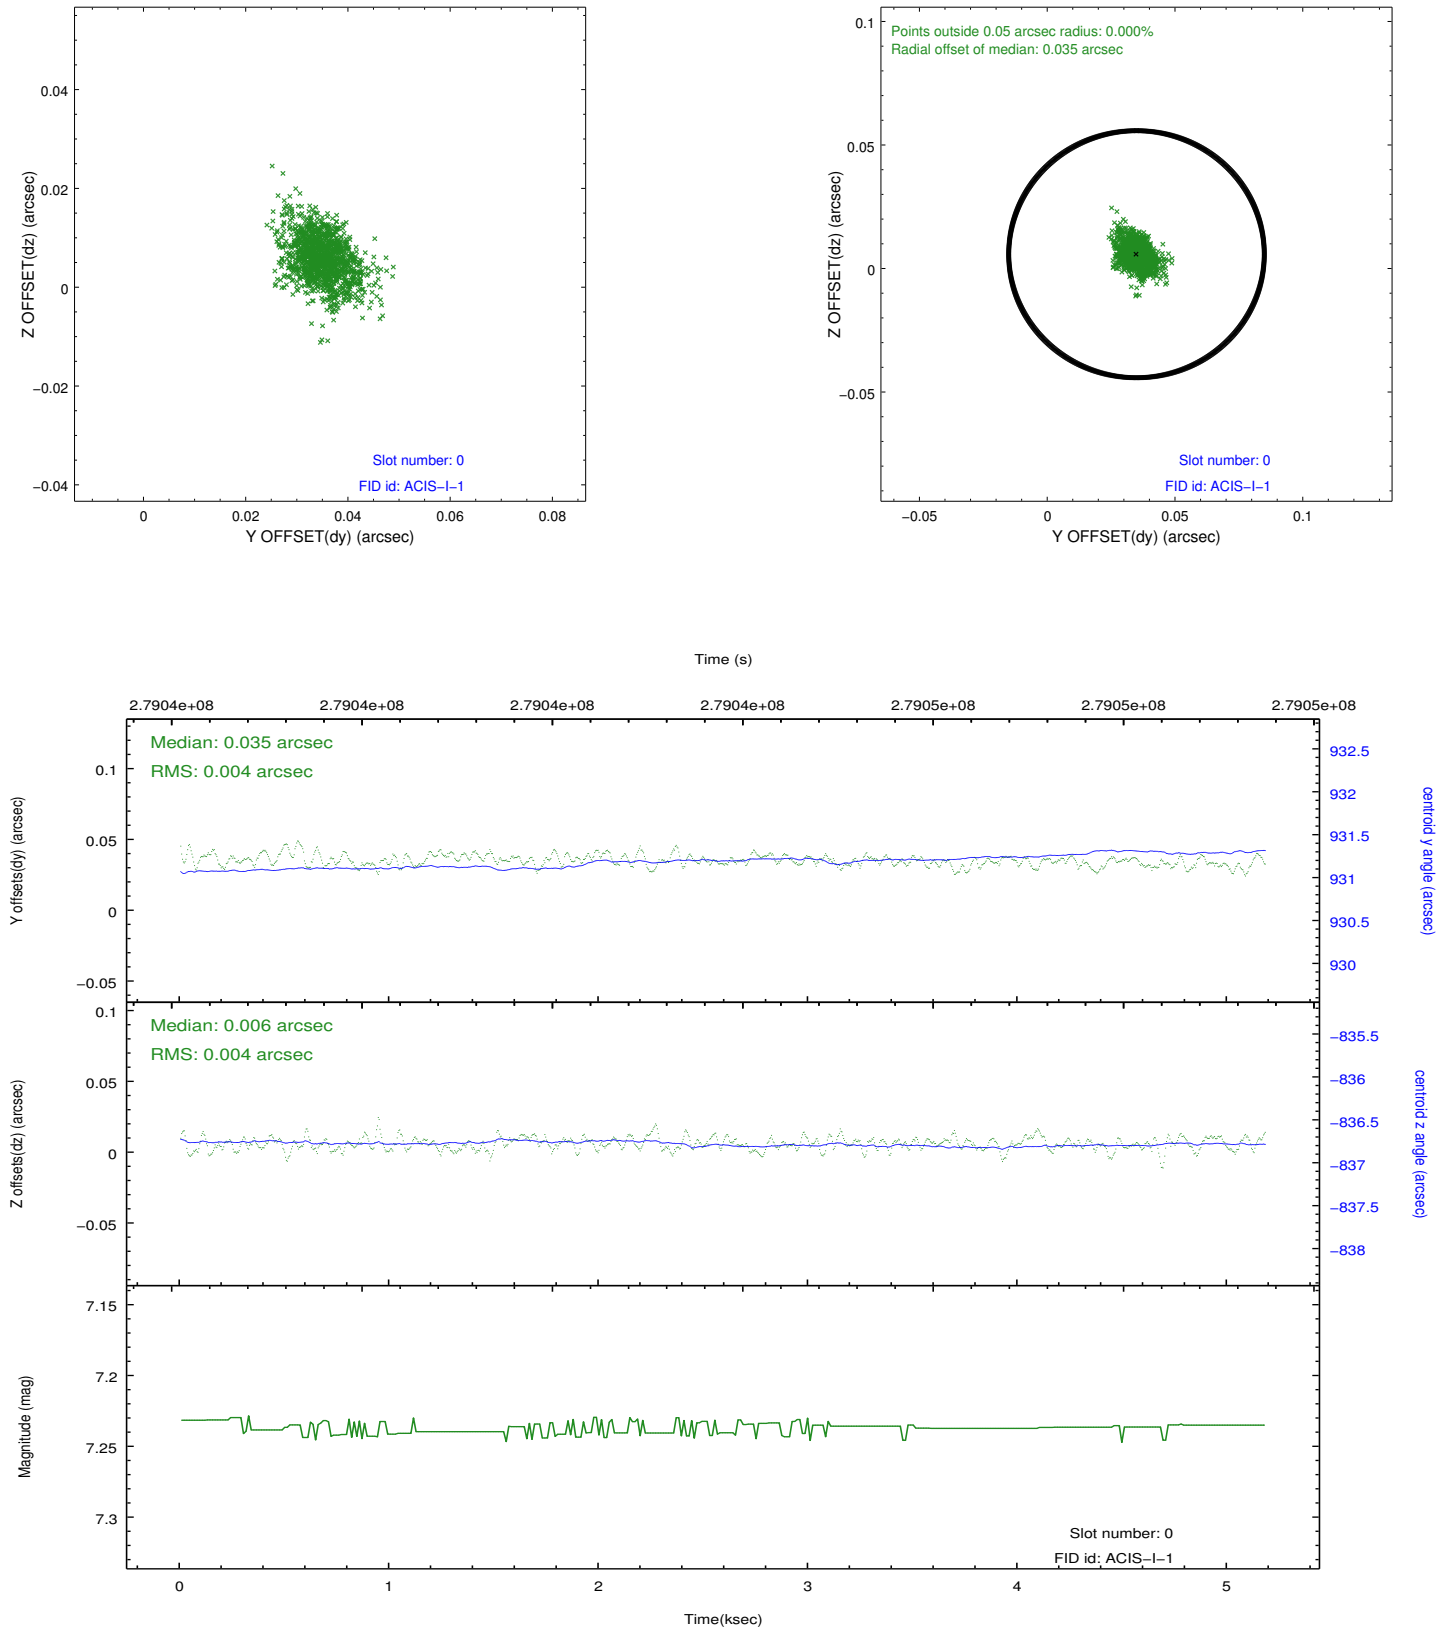 0.04
0.02
0
−0.02
−0.04
Z OFFSET(dz) (arcsec)
Slot number: 0
FID id: ACIS−I−1
0
0.02
0.04
0.06
0.08
Y OFFSET(dy) (arcsec)
Points outside 0.05 arcsec radius: 0.000%
Radial offset of median: 0.035 arcsec
0.1
0.05
0
−0.05
Z OFFSET(dz) (arcsec)
Slot number: 0
FID id: ACIS−I−1
−0.05
0
0.05
0.1
Y OFFSET(dy) (arcsec)
Time (s)
2.7904e+08
2.7904e+08
2.7904e+08
2.7904e+08
2.7905e+08
2.7905e+08
2.7905e+08
Median: 0.035 arcsec
RMS: 0.004 arcsec
0.1
0.05
0
−0.05
Y offsets(dy) (arcsec)
932.5
932
931.5
931
930.5
930
centroid y angle (arcsec)
Median: 0.006 arcsec
RMS: 0.004 arcsec
0.1
0.05
0
−0.05
Z offsets(dz) (arcsec)
−835.5
−836
−836.5
−837
−837.5
−838
centroid z angle (arcsec)
7.15
7.2
7.25
7.3
Magnitude (mag)
Slot number: 0
FID id: ACIS−I−1
0
1
2
3
4
5
Time(ksec)